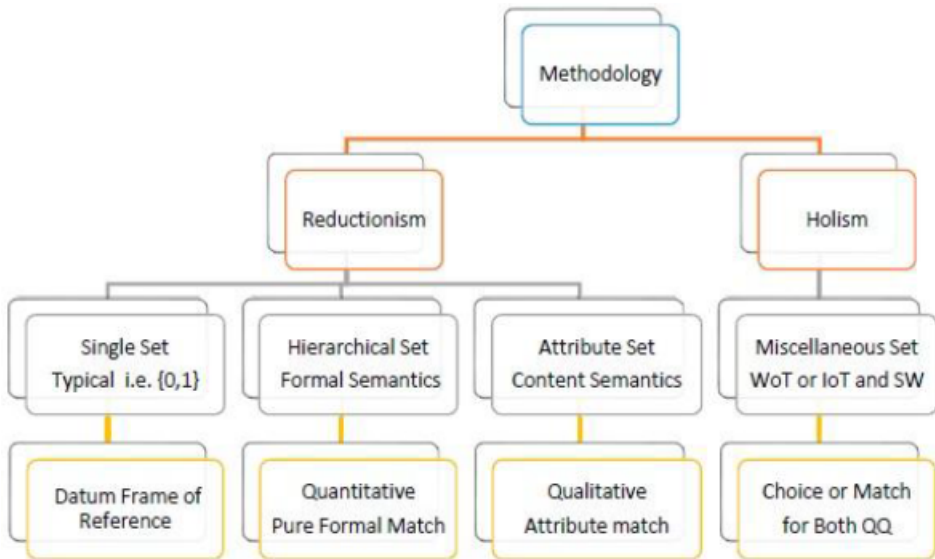 Methodology
Reductionism
Holism
Single Set
Typical i.e. {0,1}
Hierarchical Set
Formal Semantics
Attribute Set
Content Semantics
Miscellaneous Set
WoT or IoT and SW
Datum Frame of
Reference
Quantitative
Pure Formal Match
Qualitative
Attribute match
Choice or Match
for Both QQ